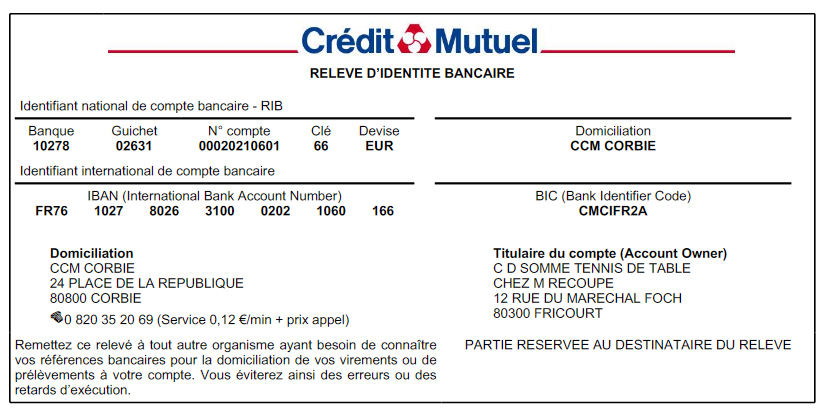 Crédit Mutuel
RELEVE D'IDENTITE BANCAIRE
Identifiant national de compte bancaire - RIB
Banque Guichet N° compte Clé Devise Domiciliation
10278 02631 00020210601 66 EUR CCM CORBIE
Identifiant international de compte bancaire
IBAN (International Bank Account Number) BIC (Bank Identifier Code)
FR76 1027 8026 3100 0202 1060 166 CMCIFR2A
Domiciliation
CCM CORBIE
24 PLACE DE LA REPUBLIQUE
80800 CORBIE
0 820 35 20 69 (Service 0,12 €/min + prix appel)
Titulaire du compte (Account Owner)
C D SOMME TENNIS DE TABLE
CHEZ M RECOUPE
12 RUE DU MARECHAL FOCH
80300 FRICOURT
Remettez ce relevé à tout autre organisme ayant besoin de connaître
vos références bancaires pour la domiciliation de vos virements ou de
prélèvements à votre compte. Vous éviterez ainsi des erreurs ou des
retards d'exécution.
PARTIE RESERVEE AU DESTINATAIRE DU RELEVE